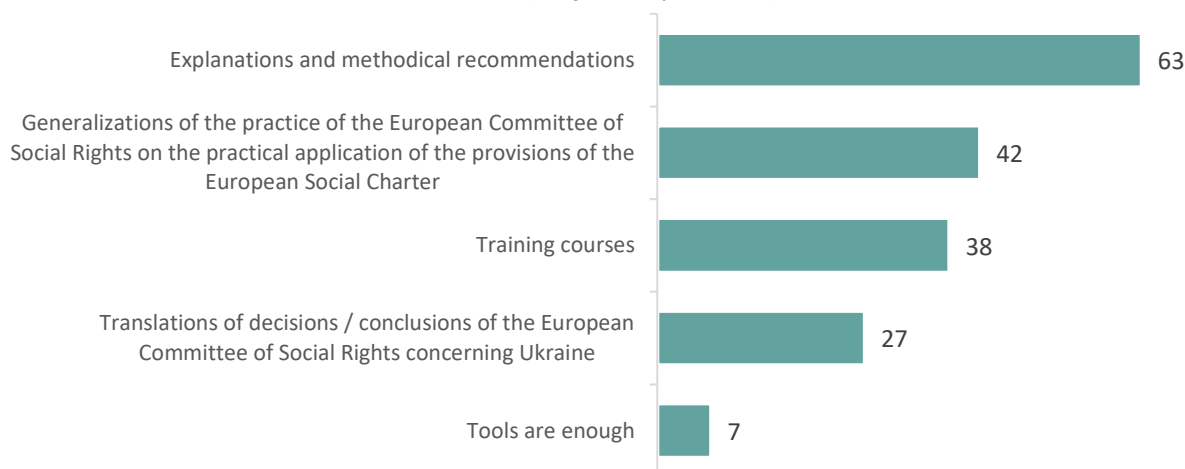 Explanations and methodical recommendations
63
Generalizations of the practice of the European Committee of
Social Rights on the practical application of the provisions of the
European Social Charter
42
Training courses
38
Translations of decisions / conclusions of the European
Committee of Social Rights concerning Ukraine
27
Tools are enough
7